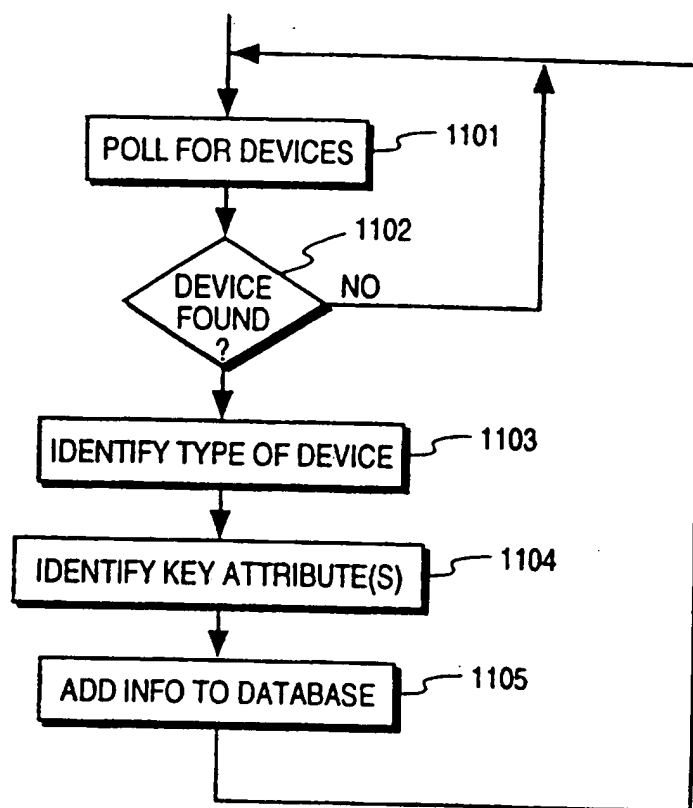 POLL FOR DEVICES
1101
1102
DEVICE
FOUND
?
NO
IDENTIFY TYPE OF DEVICE
1103
IDENTIFY KEY ATTRIBUTE(S)
1104
ADD INFO TO DATABASE
1105